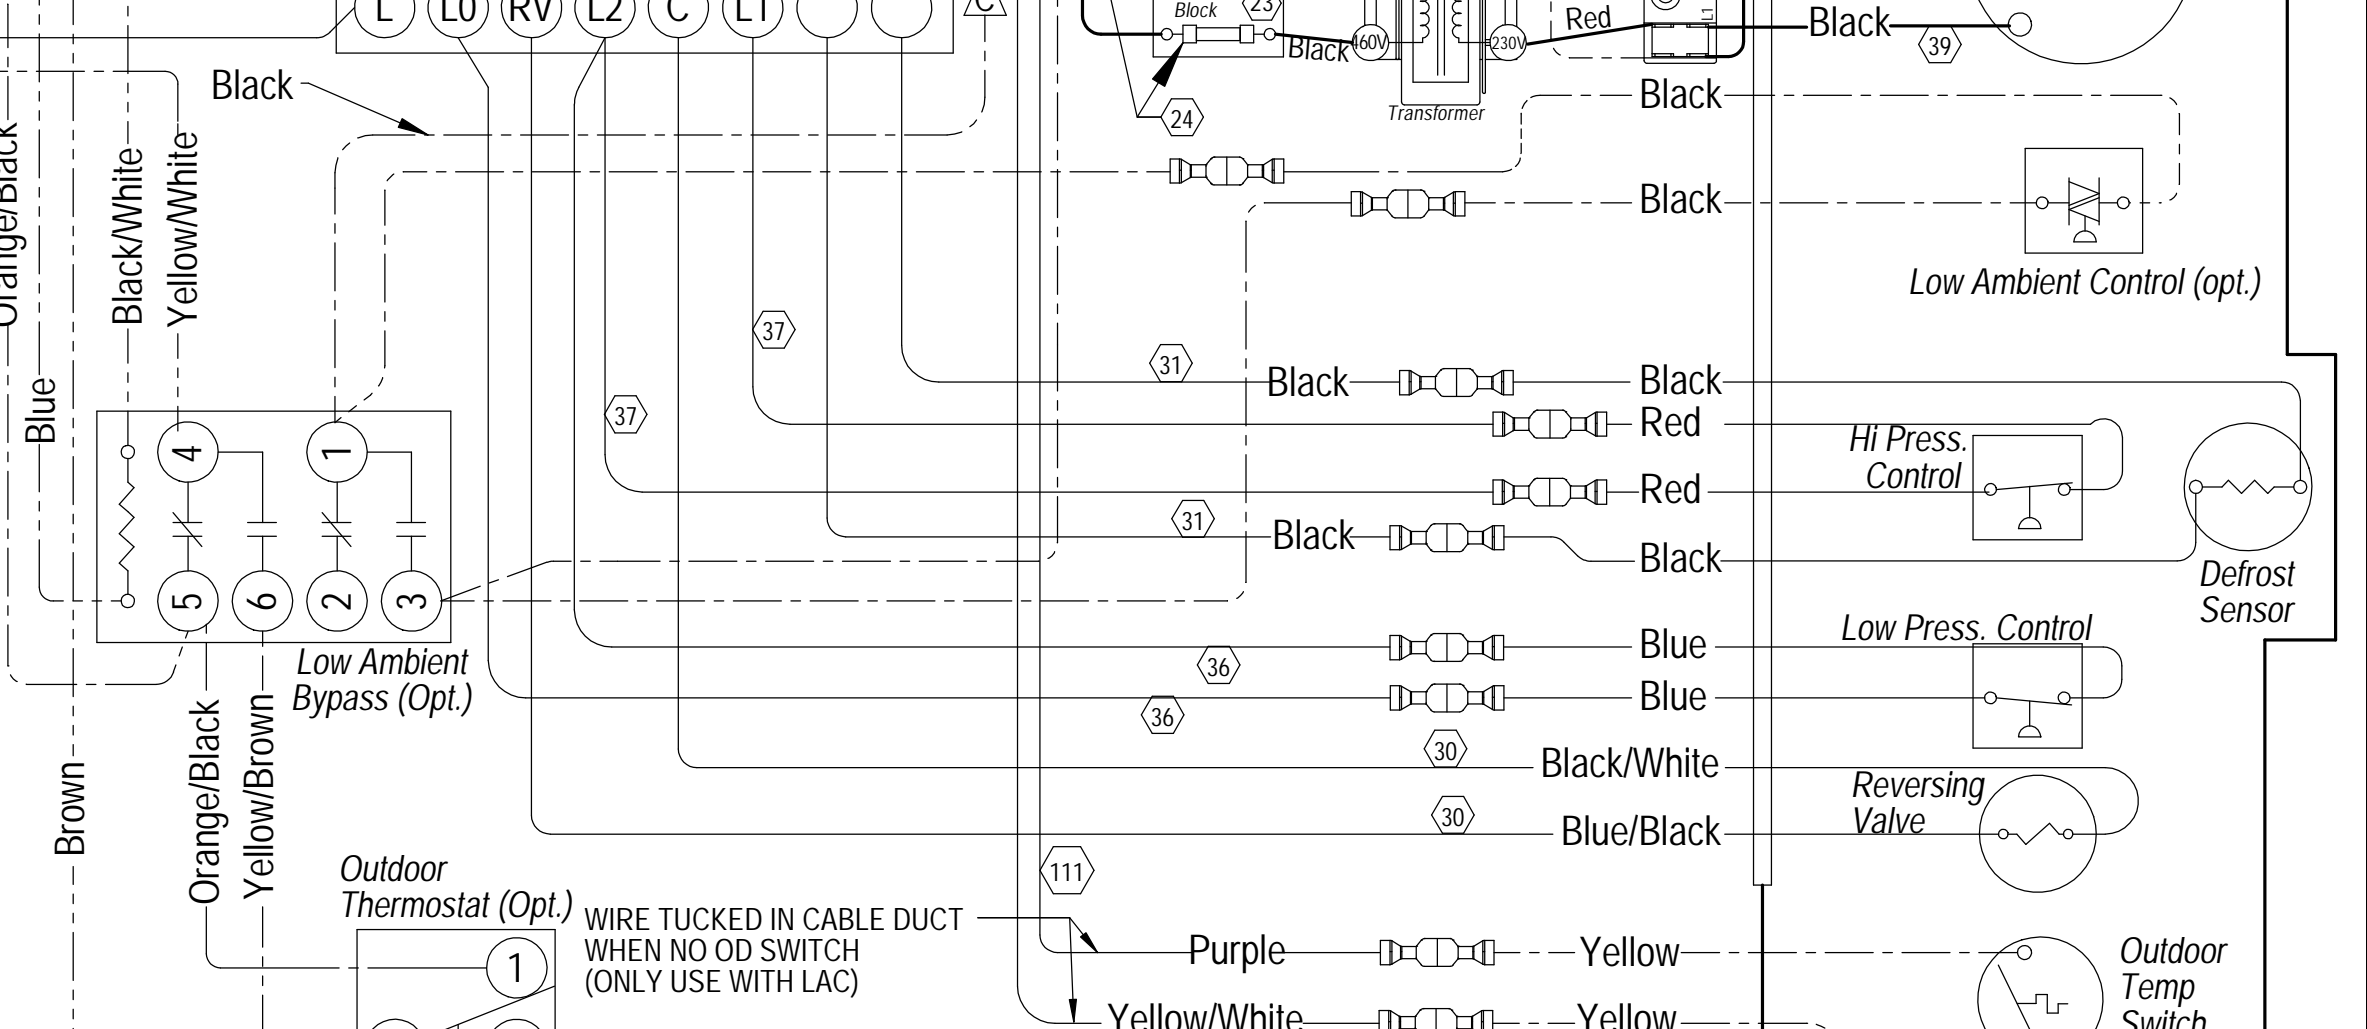 L
L0
RV
L2
C
L1
C
Block
23
Black
460V
230V
Red
L1
Black
39
24
Transformer
Black
Black
Black
Low Ambient Control (opt.)
Orange/Black
Black/White
Yellow/White
Blue
37
37
31
Black
Black
Red
Hi Press.
Control
Red
31
Black
Black
Defrost
Sensor
4
1
5
6
2
3
Low Ambient
Bypass (Opt.)
36
Blue
Low Press. Control
36
Blue
30
Black/White
Reversing
Valve
30
Blue/Black
Brown
Orange/Black
Yellow/Brown
111
Outdoor
Thermostat (Opt.)
1
WIRE TUCKED IN CABLE DUCT
WHEN NO OD SWITCH
(ONLY USE WITH LAC)
Purple
Yellow
Outdoor
Temp
Switch
Yellow/White
Yellow